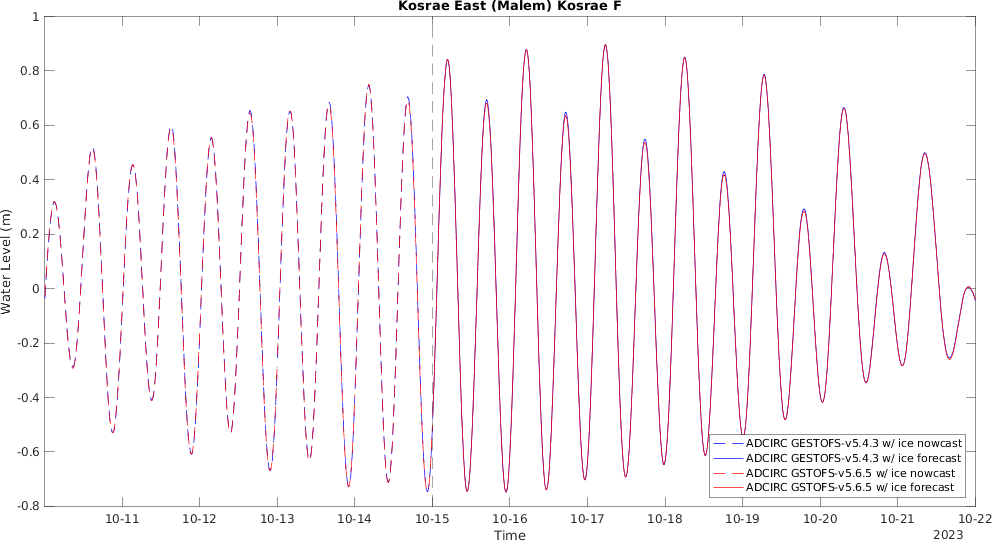 Kosrae East (Malem) Kosrae F
Water Level (m)
1
0.8
0.6
0.4
0.2
0
-0.2
-0.4
-0.6
-0.8
ADCIRC GESTOFS-v5.4.3 w/ ice nowcast
ADCIRC GESTOFS-v5.4.3 w/ ice forecast
ADCIRC GSTOFS-v5.6.5 w/ ice nowcast
ADCIRC GSTOFS-v5.6.5 w/ ice forecast
10-11 10-12 10-13 10-14 10-15 10-16 10-17 10-18 10-19 10-20 10-21 10-22
Time
2023